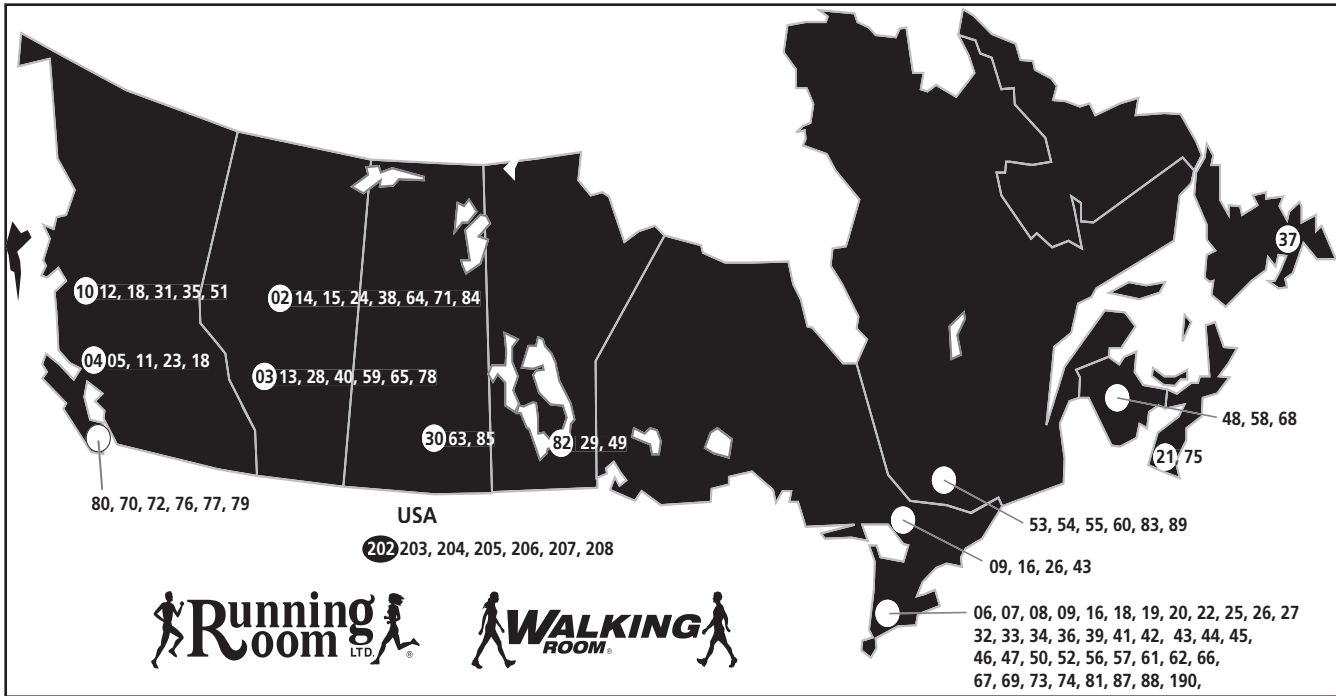 37
10 12, 18, 31, 35, 51
02 14, 15, 24, 38, 64, 71, 84
04 05, 11, 23, 18
03 13, 28, 40, 59, 65, 78
48, 58, 68
30 63, 85
82 29, 49
21, 75
80, 70, 72, 76, 77, 79
USA
53, 54, 55, 60, 83, 89
202 203, 204, 205, 206, 207, 208
09, 16, 26, 43
Running
Room LTD. ®
WALKING
ROOM®
06, 07, 08, 09, 16, 18, 19, 20, 22, 25, 26, 27
32, 33, 34, 36, 39, 41, 42, 43, 44, 45,
46, 47, 50, 52, 56, 57, 61, 62, 66,
67, 69, 73, 74, 81, 87, 88, 190,